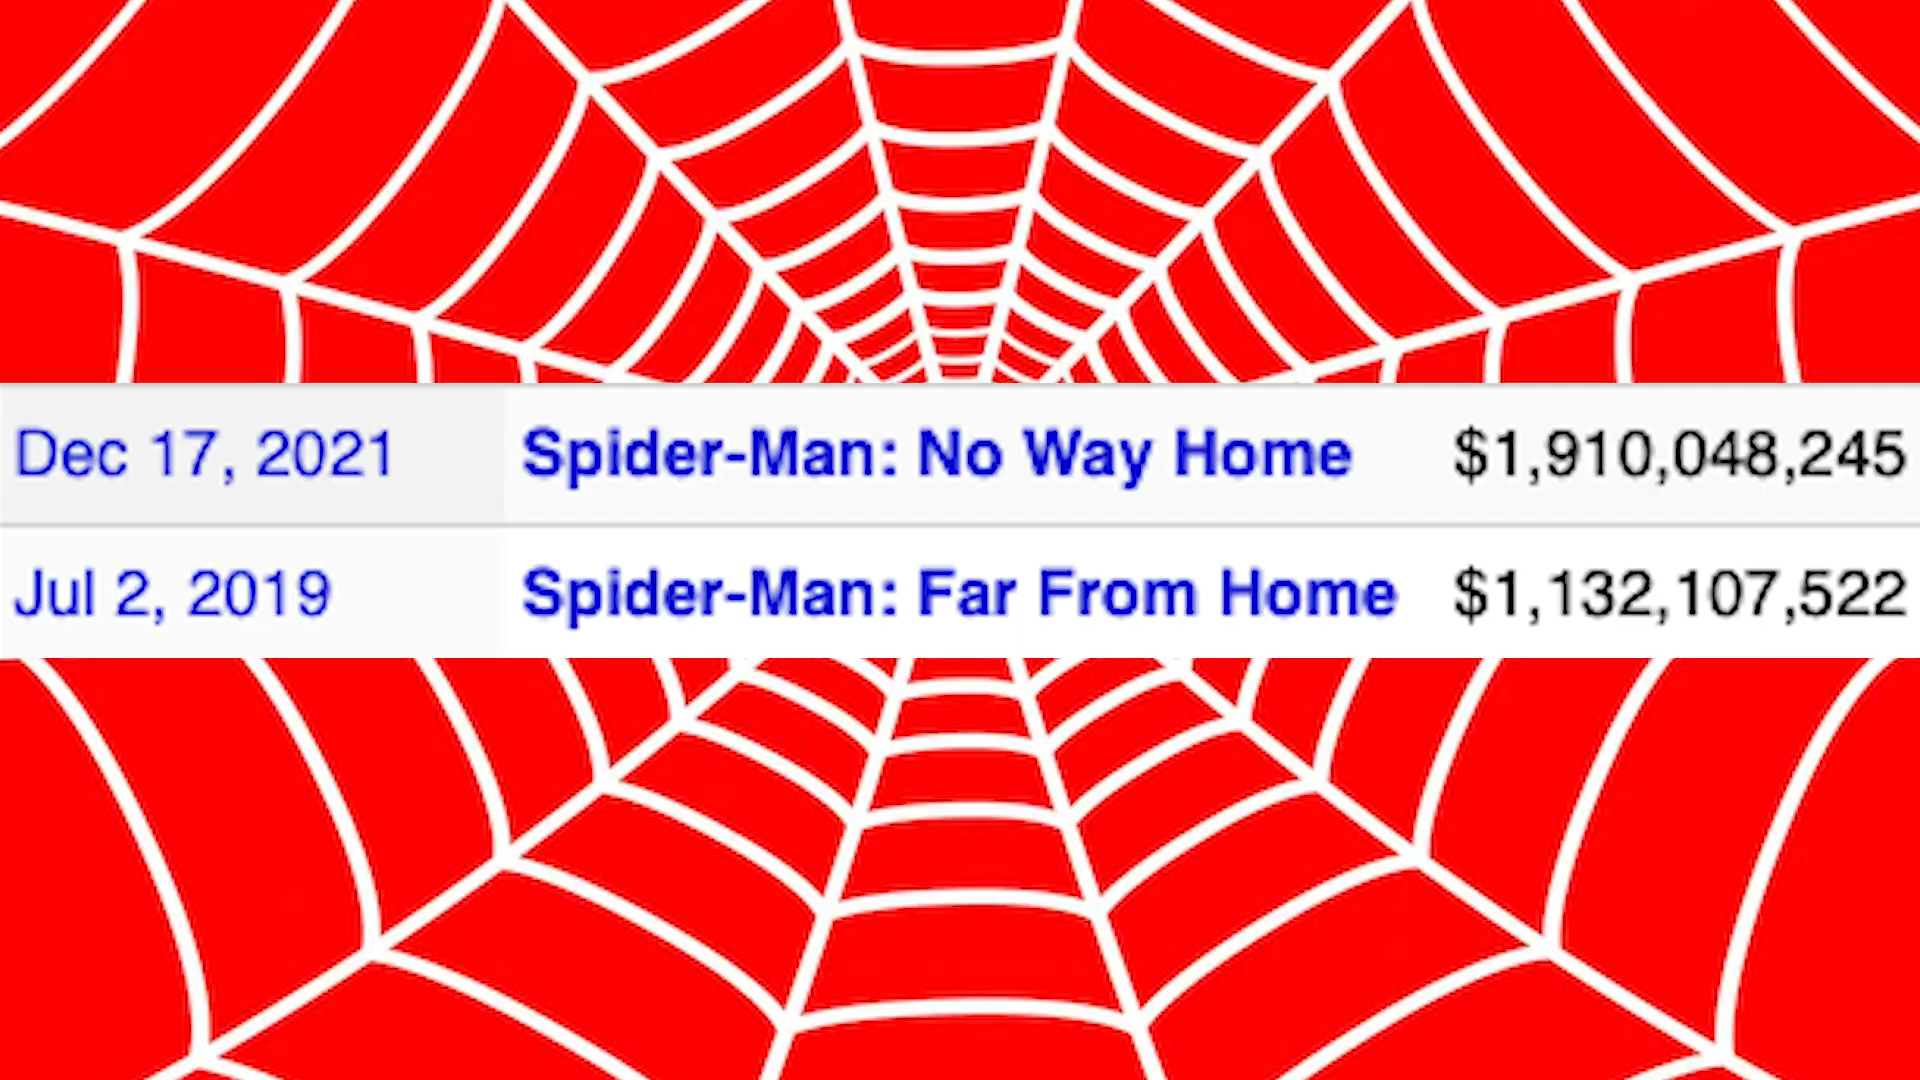 Dec 17, 2021 Spider-Man: No Way Home $1,910,048,245
Jul 2, 2019 Spider-Man: Far From Home $1,132,107,522